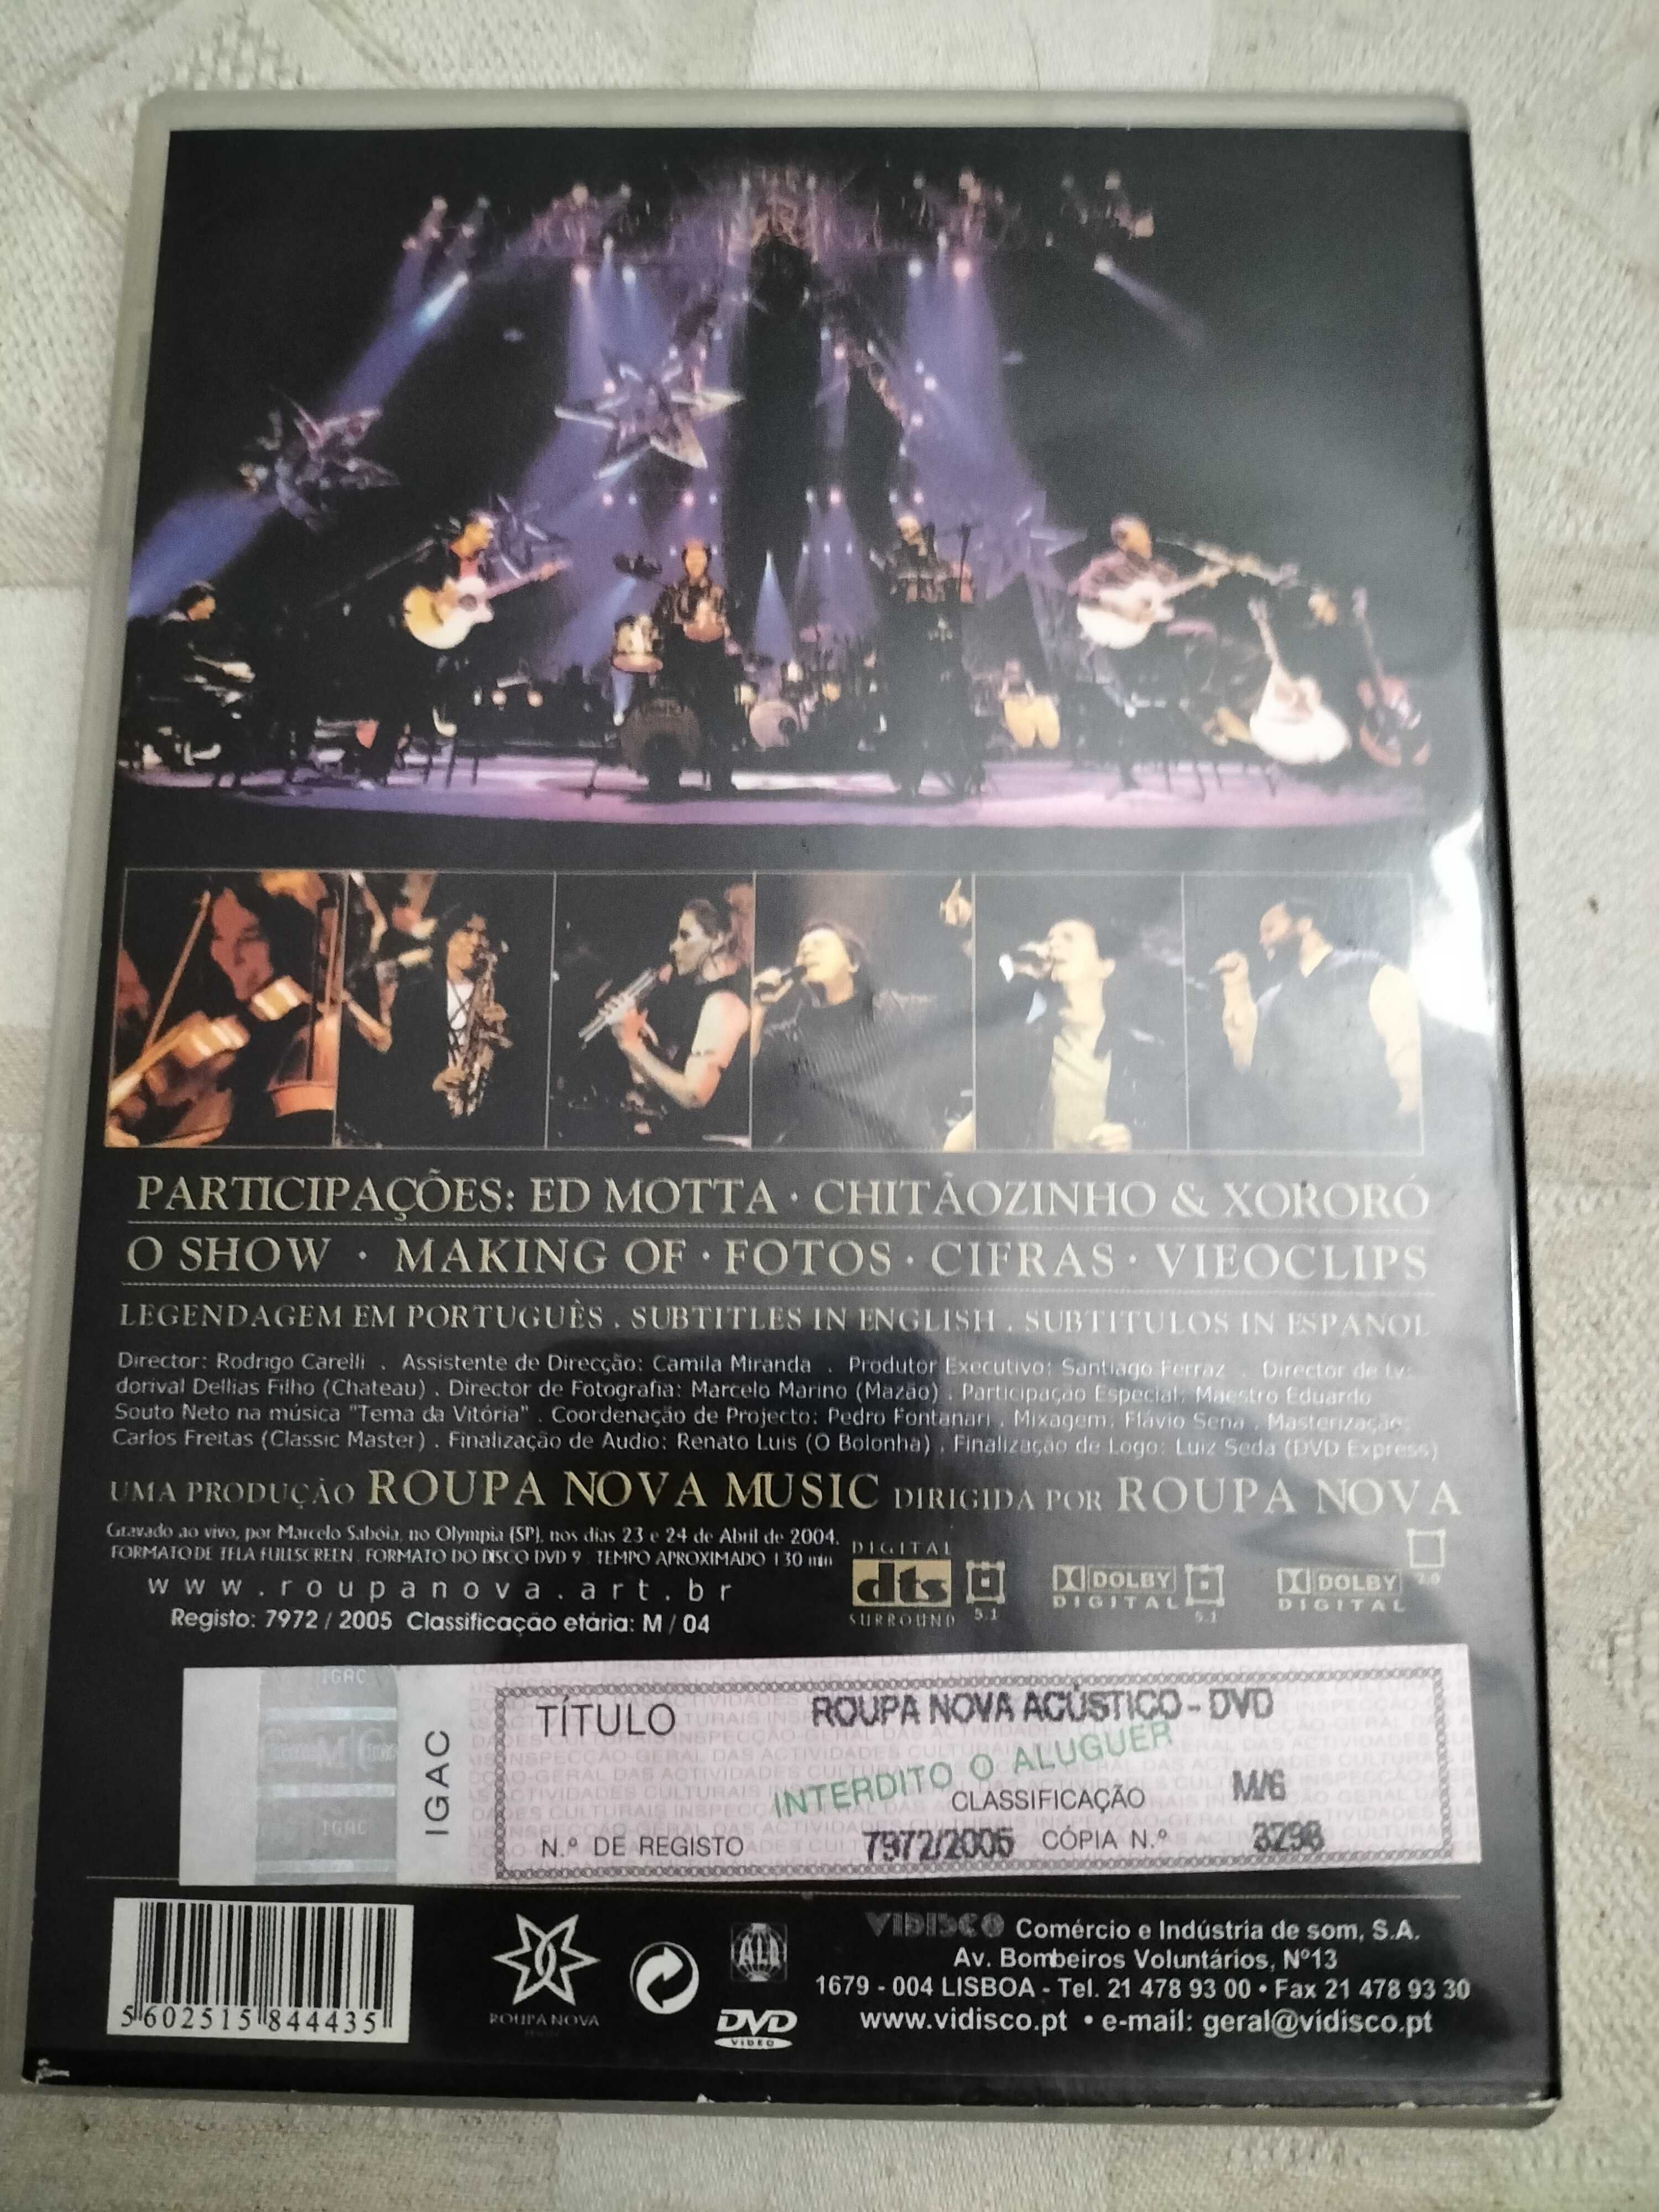 PARTICIPAÇÕES: ED MOTTA · CHITÃOZINHO & XORORÓ
O SHOW · MAKING OF · FOTOS · CIFRAS · VIEOCLIPS
LEGENDAGEM EM PORTUGUÊS . SUBTITLES IN ENGLISH . SUBTITULOS IN ESPANOL
Director: Rodrigo Carelli . Assistente de Direcção: Camila Miranda . Produtor Executivo: Santiago Ferraz . Director de tv:
dorival Dellias Filho (Chateau) . Director de Fotografia: Marcelo Marino (Mazão) . Participação Especial: Maestro Eduardo
Souto Neto na música "Tema da Vitória" . Coordenação de Projecto: Pedro Fontanari . Mixagem: Flávio Sena . Masterização:
Carlos Freitas (Classic Master) . Finalização de Audio: Renato Luis (O Bolonha) . Finalização de Logo: Luiz Seda (DVD Express)
UMA PRODUÇÃO ROUPA NOVA MUSIC DIRIGIDA POR ROUPA NOVA
Gravado ao vivo, por Marcelo Sabóia, no Olympia (SP), nos dias 23 e 24 de Abril de 2004.
FORMATO DE TELA FULLSCREEN . FORMATO DO DISCO DVD 9 . TEMPO APROXIMADO 130 min
www.roupanova.art.br
Registo: 7972 / 2005 Classificação etária: M / 04
DIGITAL
dts
SURROUND
5.1
DOLBY
DIGITAL
5.1
DOLBY
DIGITAL
2.0
IGAC
IGAC
IGAC
TÍTULO ROUPA NOVA ACÚSTICO - DVD
INTERDITO O ALUGUER
CLASSIFICAÇÃO M/6
N.º DE REGISTO 7972/2005 CÓPIA N.º 3298
5602515844435
ROUPA NOVA
ALL
DVD
VIDEO
VIDISCO Comércio e Indústria de som, S.A.
Av. Bombeiros Voluntários, Nº13
1679 - 004 LISBOA - Tel. 21 478 93 00 • Fax 21 478 93 30
www.vidisco.pt • e-mail: geral@vidisco.pt